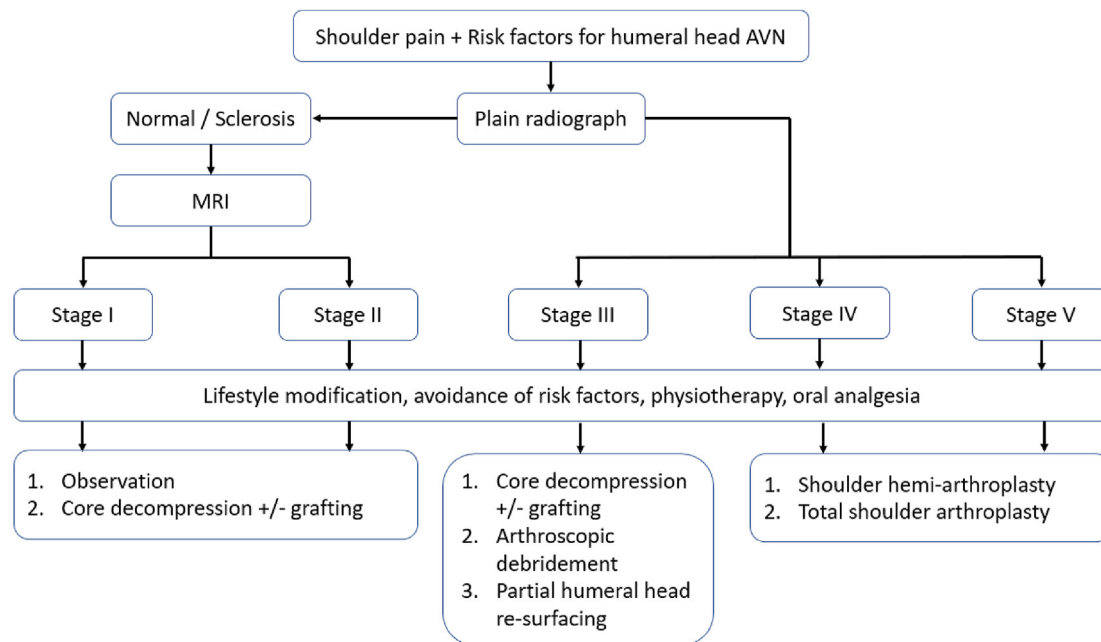 Shoulder pain + Risk factors for humeral head AVN
Normal / Sclerosis
Plain radiograph
MRI
Stage I
Stage II
Stage III
Stage IV
Stage V
Lifestyle modification, avoidance of risk factors, physiotherapy, oral analgesia
1. Observation
2. Core decompression +/- grafting
1. Core decompression
+/- grafting
2. Arthroscopic
debridement
3. Partial humeral head
re-surfacing
1. Shoulder hemi-arthroplasty
2. Total shoulder arthroplasty